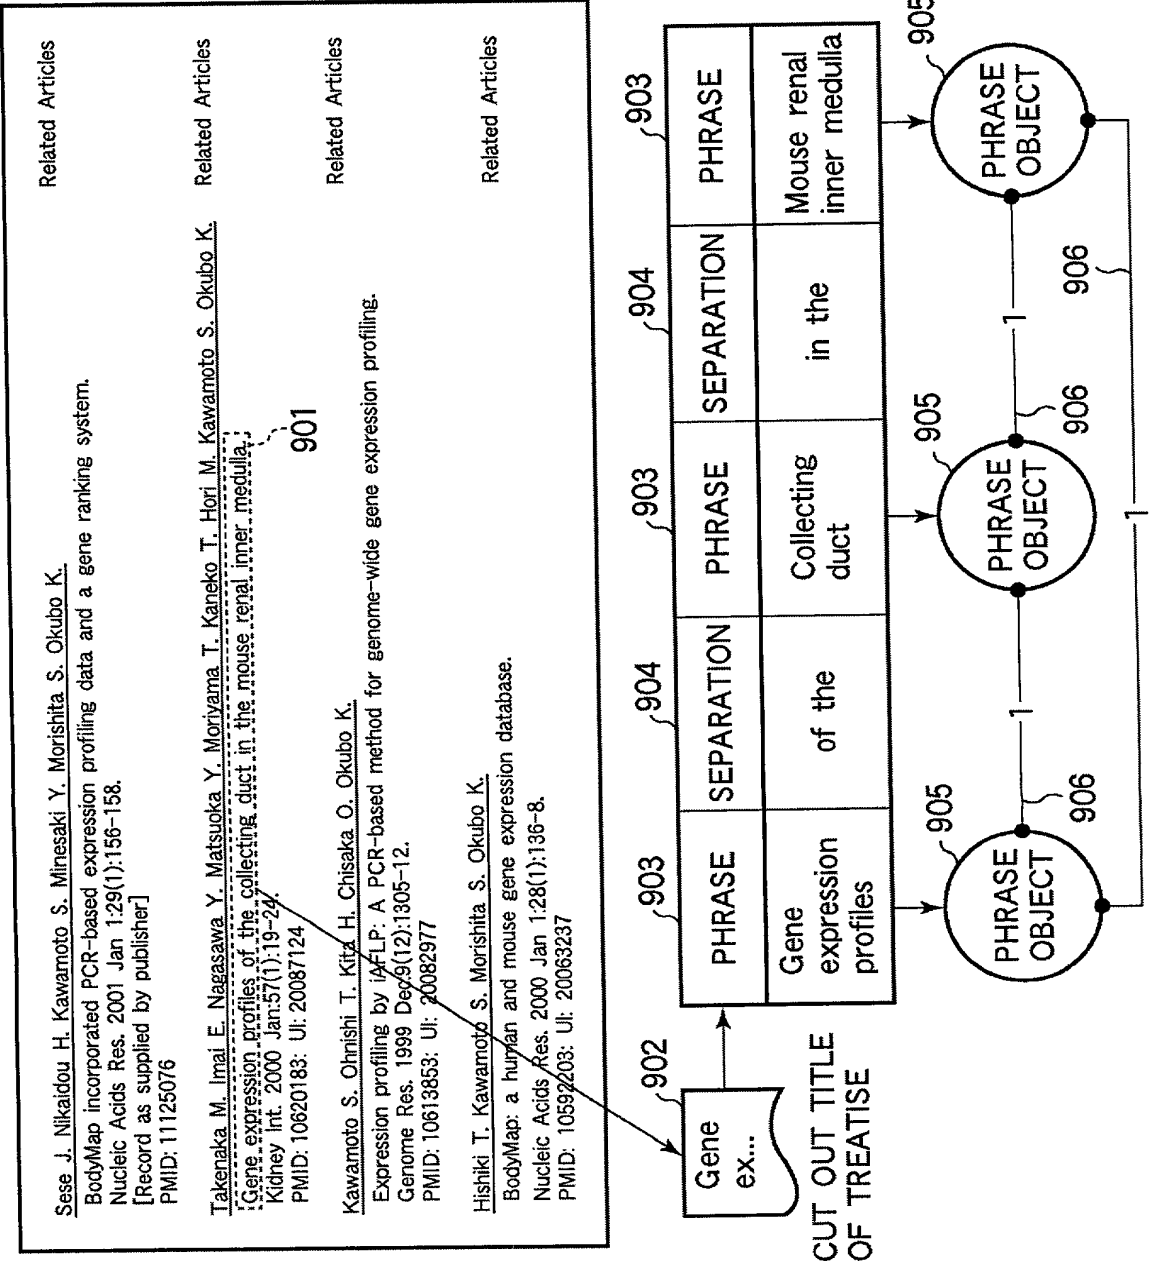 Sese J. Nikaidou H. Kawamoto S. Minesaki Y. Morishita S. Okubo K.
Related Articles
BodyMap incorporated PCR-based expression profiling data and a gene ranking system.
Nucleic Acids Res. 2001 Jan 1:29(1):156-158.
[Record as supplied by publisher]
PMID: 11125076
Takenaka M. Imai E. Nagasawa Y. Matsuoka Y. Moriyama T. Kaneko T. Hori M. Kawamoto S. Okubo K.
Related Articles
Gene expression profiles of the collecting duct in the mouse renal inner medulla.
Kidney Int. 2000 Jan:57(1):19-24.
PMID: 10620183: UI: 20087124
901
Kawamoto S. Ohnishi T. Kita H. Chisaka O. Okubo K.
Related Articles
Expression profiling by iAFLP: A PCR-based method for genome-wide gene expression profiling.
Genome Res. 1999 Dec.9(12):1305-12.
PMID: 10613853: UI: 20082977
Hishiki T. Kawamoto S. Morishita S. Okubo K.
Related Articles
BodyMap: a human and mouse gene expression database.
Nucleic Acids Res. 2000 Jan 1:28(1):136-8.
PMID: 10592203: UI: 20063237
902
Gene
ex...
CUT OUT TITLE
OF TREATISE
903
904
903
904
903
PHRASE
SEPARATION
PHRASE
SEPARATION
PHRASE
Gene
expression
profiles
of the
Collecting
duct
in the
Mouse renal
inner medulla
905
905
905
PHRASE
OBJECT
PHRASE
OBJECT
PHRASE
OBJECT
1
1
906
906
906
1